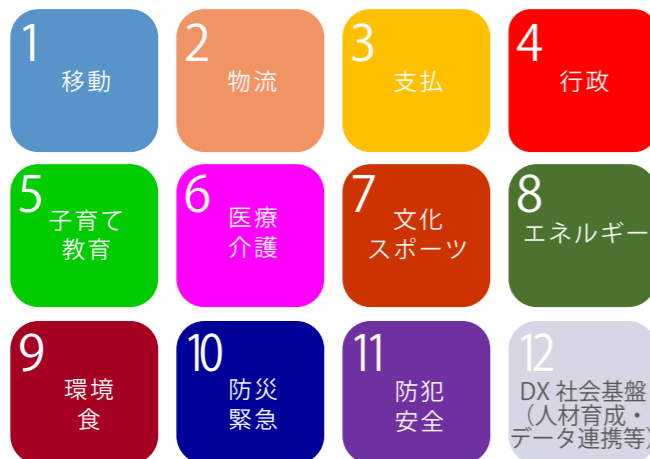 1
移動
2
物流
3
支払
4
行政
5
子育て
教育
6
医療
介護
7
文化
スポーツ
8
エネルギー
9
環境
食
10
防災
緊急
11
防犯
安全
12
DX 社会基盤
（人材育成・
データ連携等）